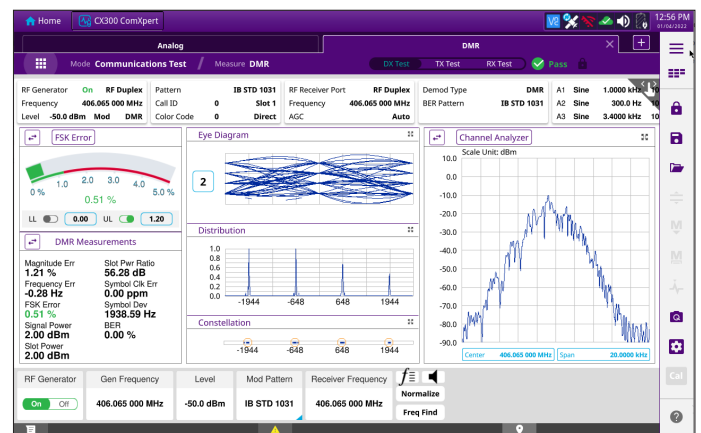 Home CX300 ComXpert 12:56 PM
01/04/2022
Analog DMR
Mode Communications Test / Measure DMR DX Test TX Test RX Test Pass
RF Generator On RF Duplex Pattern IB STD 1031 RF Receiver Port RF Duplex Demod Type DMR A1 Sine 1.0000 kHz 10
Frequency 406.065 000 MHz Call ID 0 Slot 1 Frequency 406.065 000 MHz BER Pattern IB STD 1031 A2 Sine 300.0 Hz 10
Level -50.0 dBm Mod DMR Color Code 0 Direct AGC Auto A3 Sine 3.4000 kHz 10
FSK Error
0 % 1.0 2.0 3.0 4.0 5.0 %
0.51 %
LL 0.00 UL 1.20
DMR Measurements
Magnitude Err Slot Pwr Ratio
1.21 % 56.28 dB
Frequency Err Symbol Clk Err
-0.28 Hz 0.00 ppm
FSK Error Symbol Dev
0.51 % 1938.59 Hz
Signal Power BER
2.00 dBm 0.00 %
Slot Power
2.00 dBm
Eye Diagram
2
Distribution
1.0
0.8
0.6
0.4
0.2
0.0
-1944 -648 648 1944
Constellation
-1944 -648 648 1944
Channel Analyzer
Scale Unit: dBm
10.0
0.0
-10.0
-20.0
-30.0
-40.0
-50.0
-60.0
-70.0
-80.0
-90.0
Center 406.065 000 MHz Span 20.0000 kHz
RF Generator Gen Frequency Level Mod Pattern Receiver Frequency
On Off 406.065 000 MHz -50.0 dBm IB STD 1031 406.065 000 MHz
Normalize
Freq Find
M
M
Cal